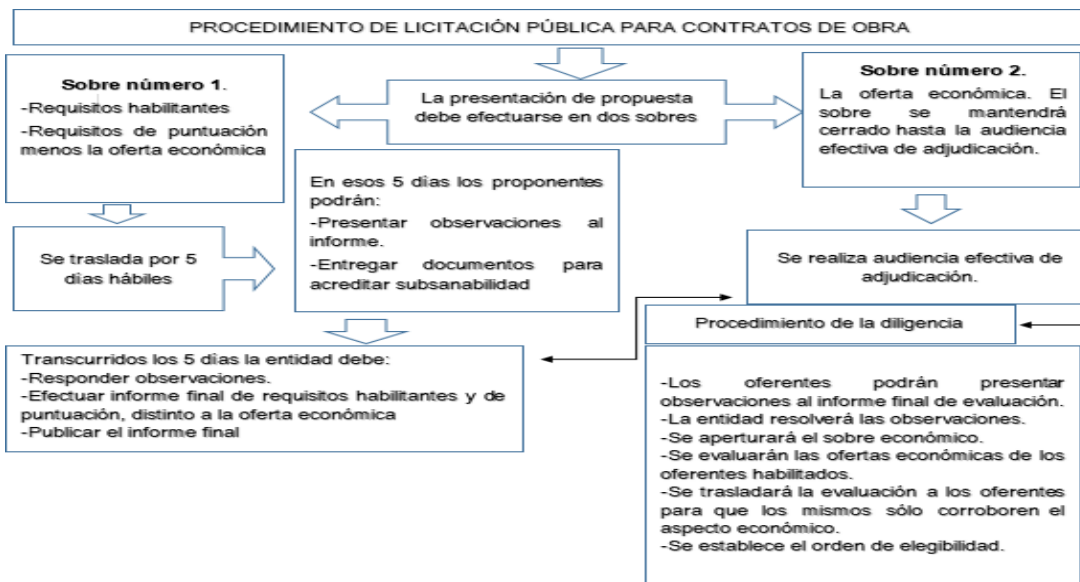 PROCEDIMIENTO DE LICITACIÓN PÚBLICA PARA CONTRATOS DE OBRA
Sobre número 1.
-Requisitos habilitantes
-Requisitos de puntuación
menos la oferta económica
La presentación de propuesta
debe efectuarse en dos sobres
Sobre número 2.
La oferta económica. El
sobre se mantendrá
cerrado hasta la audiencia
efectiva de adjudicación.
Se traslada por 5
días hábiles
En esos 5 días los proponentes
podrán:
-Presentar observaciones al
informe.
-Entregar documentos para
acreditar subsanabilidad
Se realiza audiencia efectiva de
adjudicación.
Transcurridos los 5 días la entidad debe:
-Responder observaciones.
-Efectuar informe final de requisitos habilitantes y de
puntuación, distinto a la oferta económica
-Publicar el informe final
Procedimiento de la diligencia
-Los oferentes podrán presentar
observaciones al informe final de evaluación.
-La entidad resolverá las observaciones.
-Se aperturará el sobre económico.
-Se evaluarán las ofertas económicas de los
oferentes habilitados.
-Se trasladará la evaluación a los oferentes
para que los mismos sólo corroboren el
aspecto económico.
-Se establece el orden de elegibilidad.